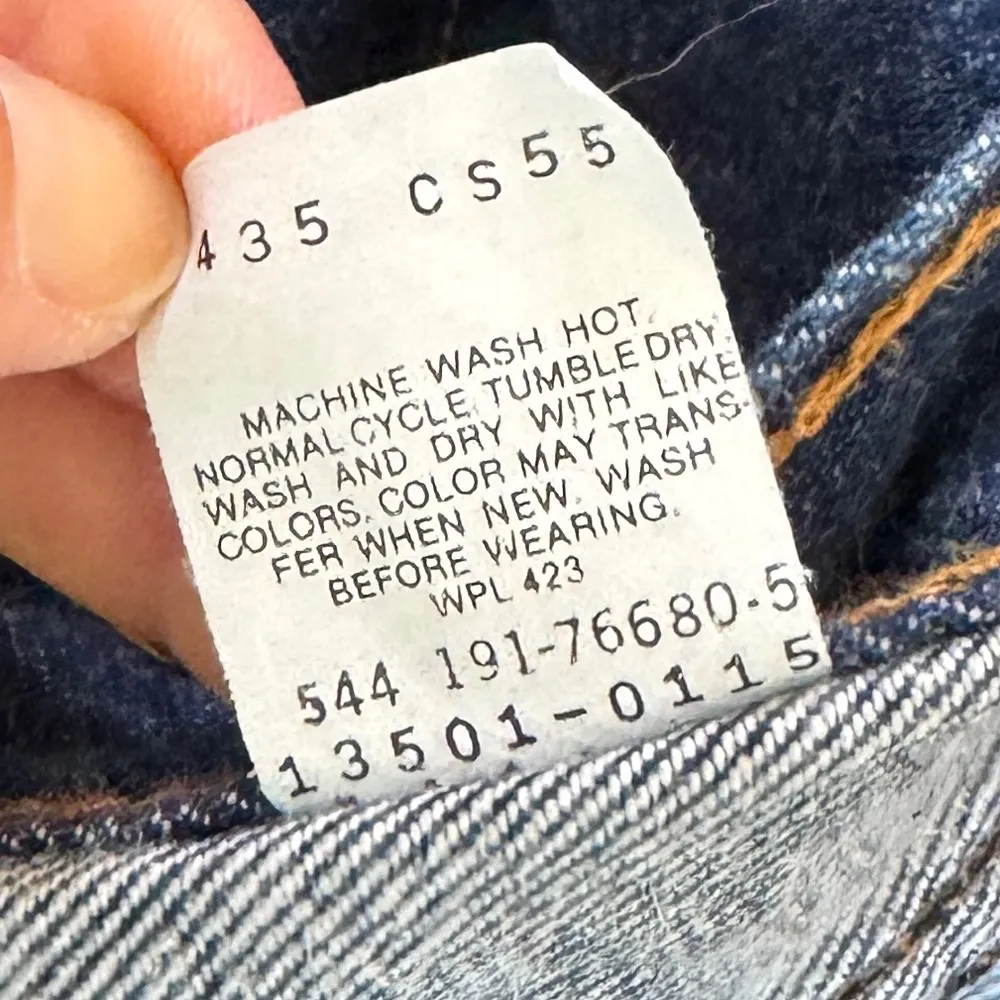 435 CS55
MACHINE WASH HOT.
NORMAL CYCLE. TUMBLE DRY.
WASH AND DRY WITH LIKE
COLORS. COLOR MAY TRANS-
FER WHEN NEW. WASH
BEFORE WEARING.
WPL 423
544 191-76680-5
13501-0115